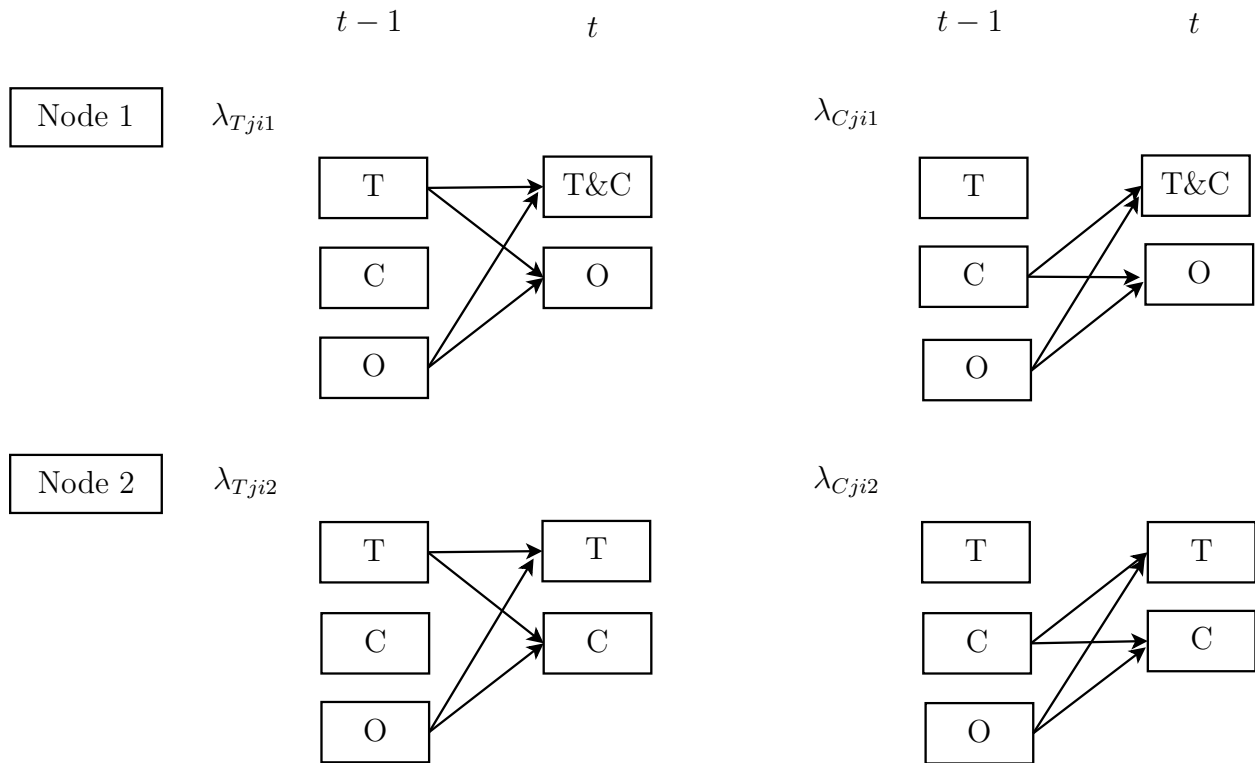 t − 1 t t − 1 t
Node 1 λ_{Tji1} λ_{Cji1}
T T&C T T&C
C O C O
O O
Node 2 λ_{Tji2} λ_{Cji2}
T T T T
C C C C
O O